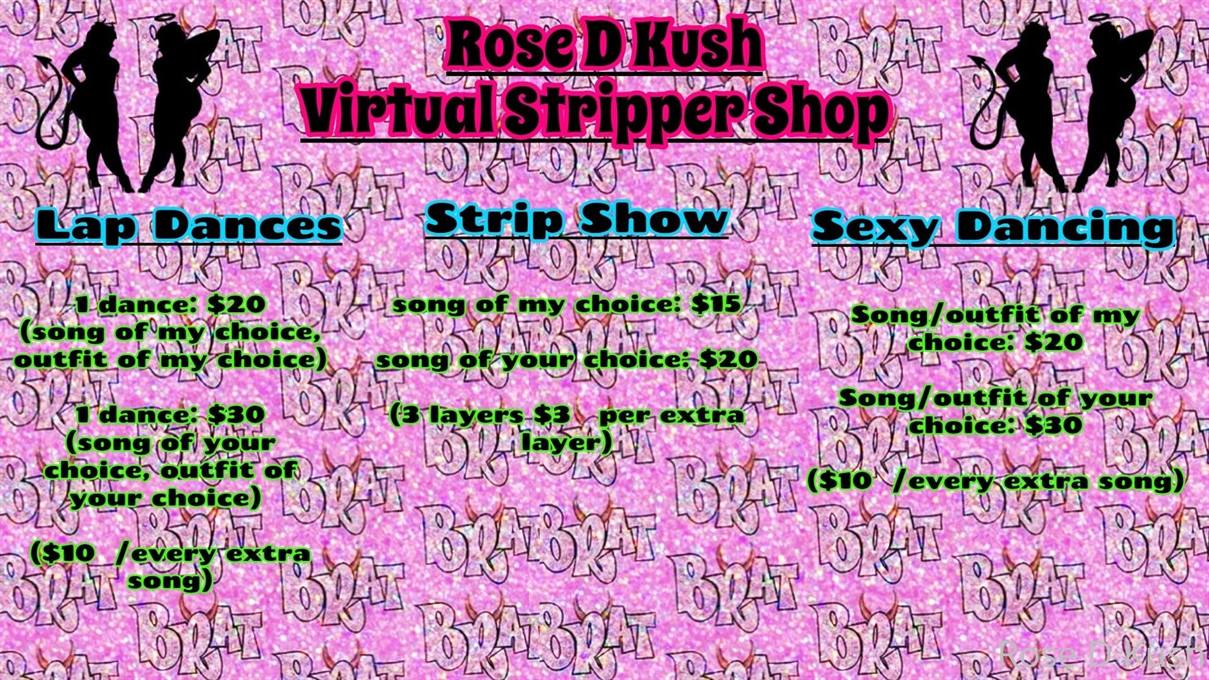 Rose D Kush
Virtual Stripper Shop
Lap Dances
1 dance: $20
(song of my choice,
outfit of my choice)
1 dance: $30
(song of your
choice, outfit of
your choice)
($10 /every extra
song)
Strip Show
song of my choice: $15
song of your choice: $20
(3 layers $3 per extra
layer)
Sexy Dancing
Song/outfit of my
choice: $20
Song/outfit of your
choice: $30
($10 /every extra song)
BRAT
Rose D Kush